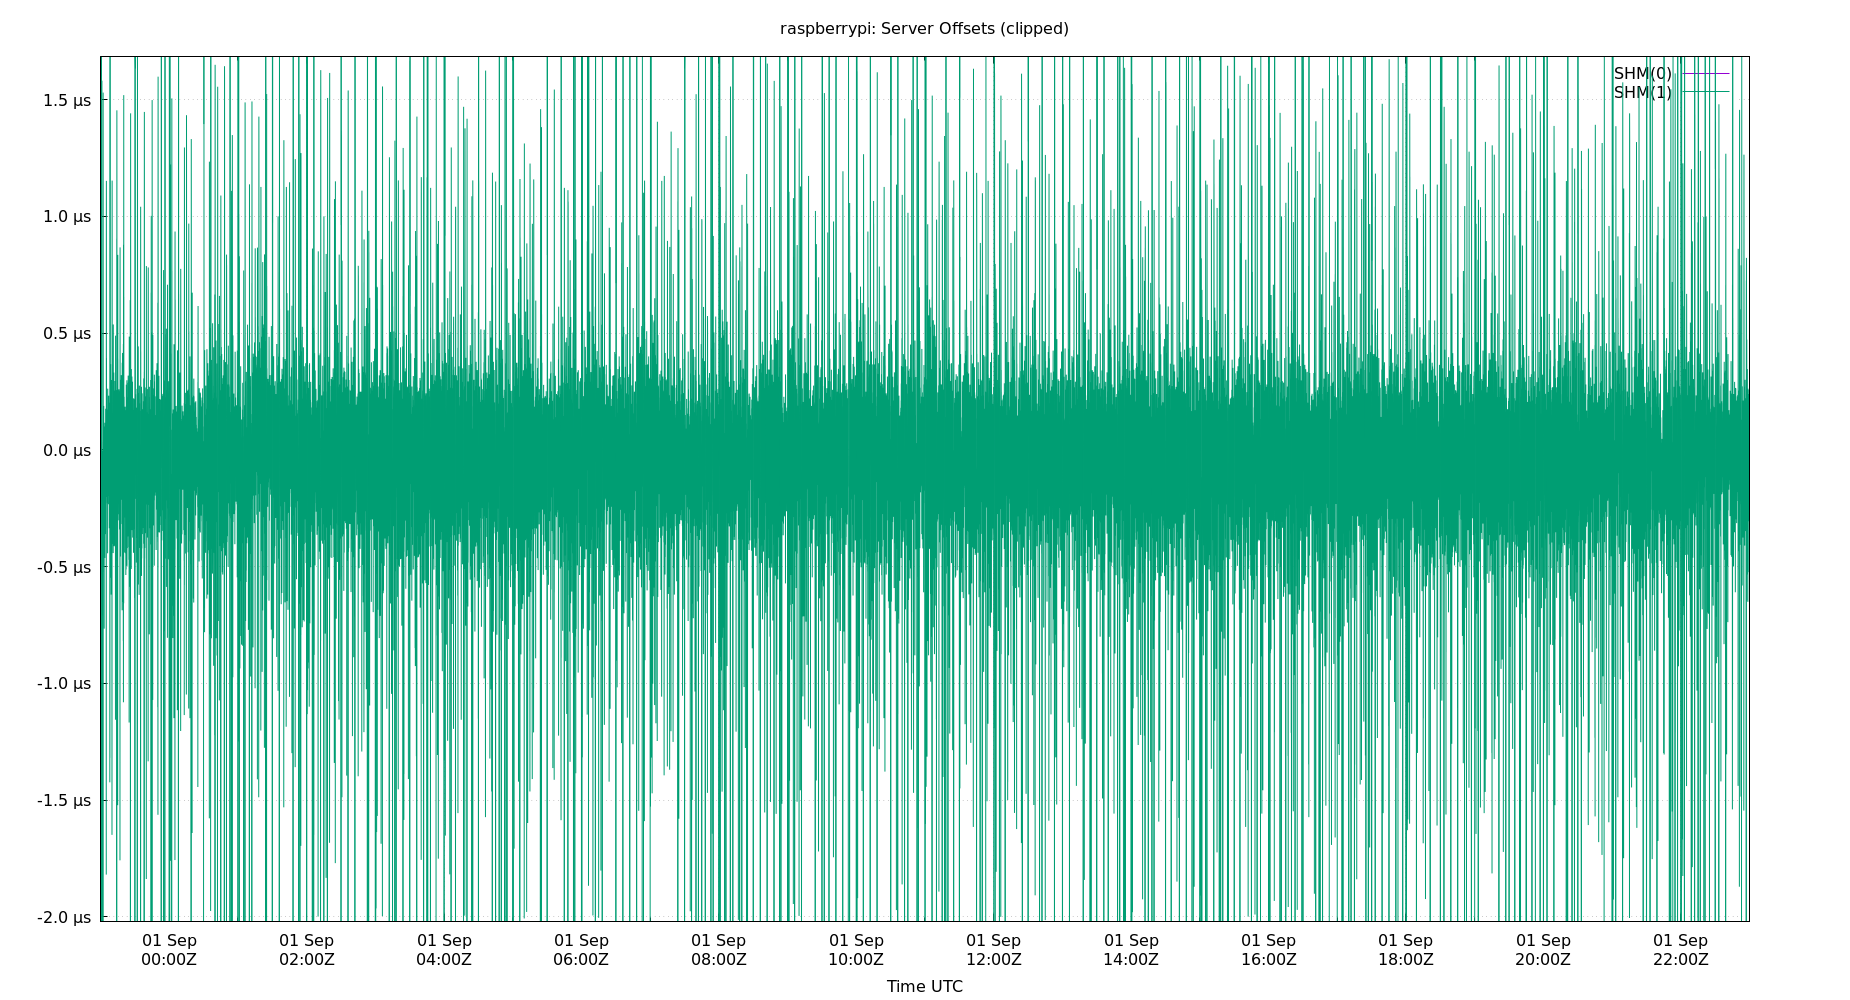 raspberrypi: Server Offsets (clipped)
SHM(0)
SHM(1)
1.5 µs
1.0 µs
0.5 µs
0.0 µs
-0.5 µs
-1.0 µs
-1.5 µs
-2.0 µs
01 Sep 01 Sep 01 Sep 01 Sep 01 Sep 01 Sep 01 Sep 01 Sep 01 Sep 01 Sep 01 Sep 01 Sep
00:00Z 02:00Z 04:00Z 06:00Z 08:00Z 10:00Z 12:00Z 14:00Z 16:00Z 18:00Z 20:00Z 22:00Z
Time UTC